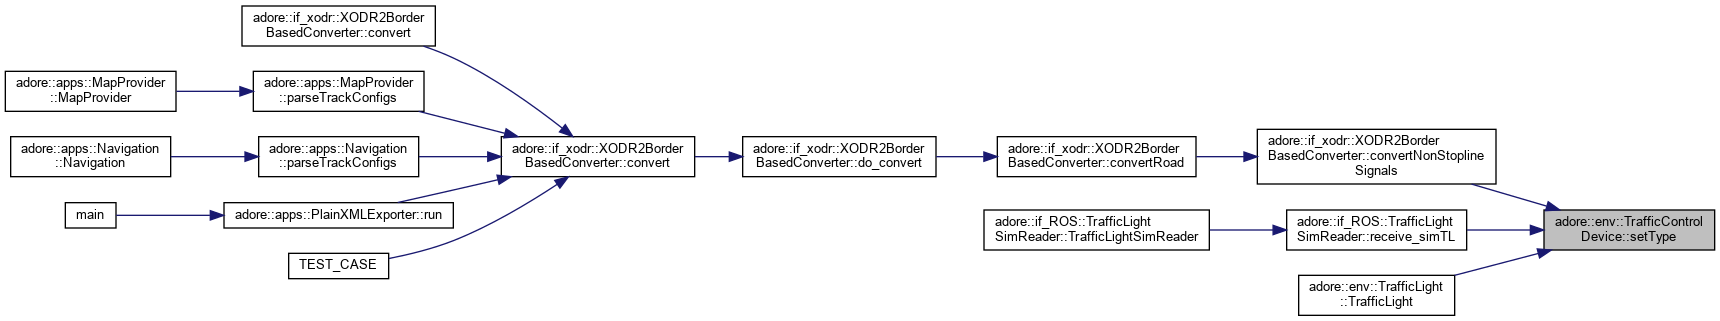 adore::if_xodr::XODR2Border
BasedConverter::convert
adore::apps::MapProvider
::MapProvider
adore::apps::MapProvider
::parseTrackConfigs
adore::apps::Navigation
::Navigation
adore::apps::Navigation
::parseTrackConfigs
main
adore::apps::PlainXMLExporter::run
TEST_CASE
adore::if_xodr::XODR2Border
BasedConverter::convert
adore::if_xodr::XODR2Border
BasedConverter::do_convert
adore::if_xodr::XODR2Border
BasedConverter::convertRoad
adore::if_xodr::XODR2Border
BasedConverter::convertNonStopline
Signals
adore::if_ROS::TrafficLight
SimReader::TrafficLightSimReader
adore::if_ROS::TrafficLight
SimReader::receive_simTL
adore::env::TrafficLight
::TrafficLight
adore::env::TrafficControl
Device::setType